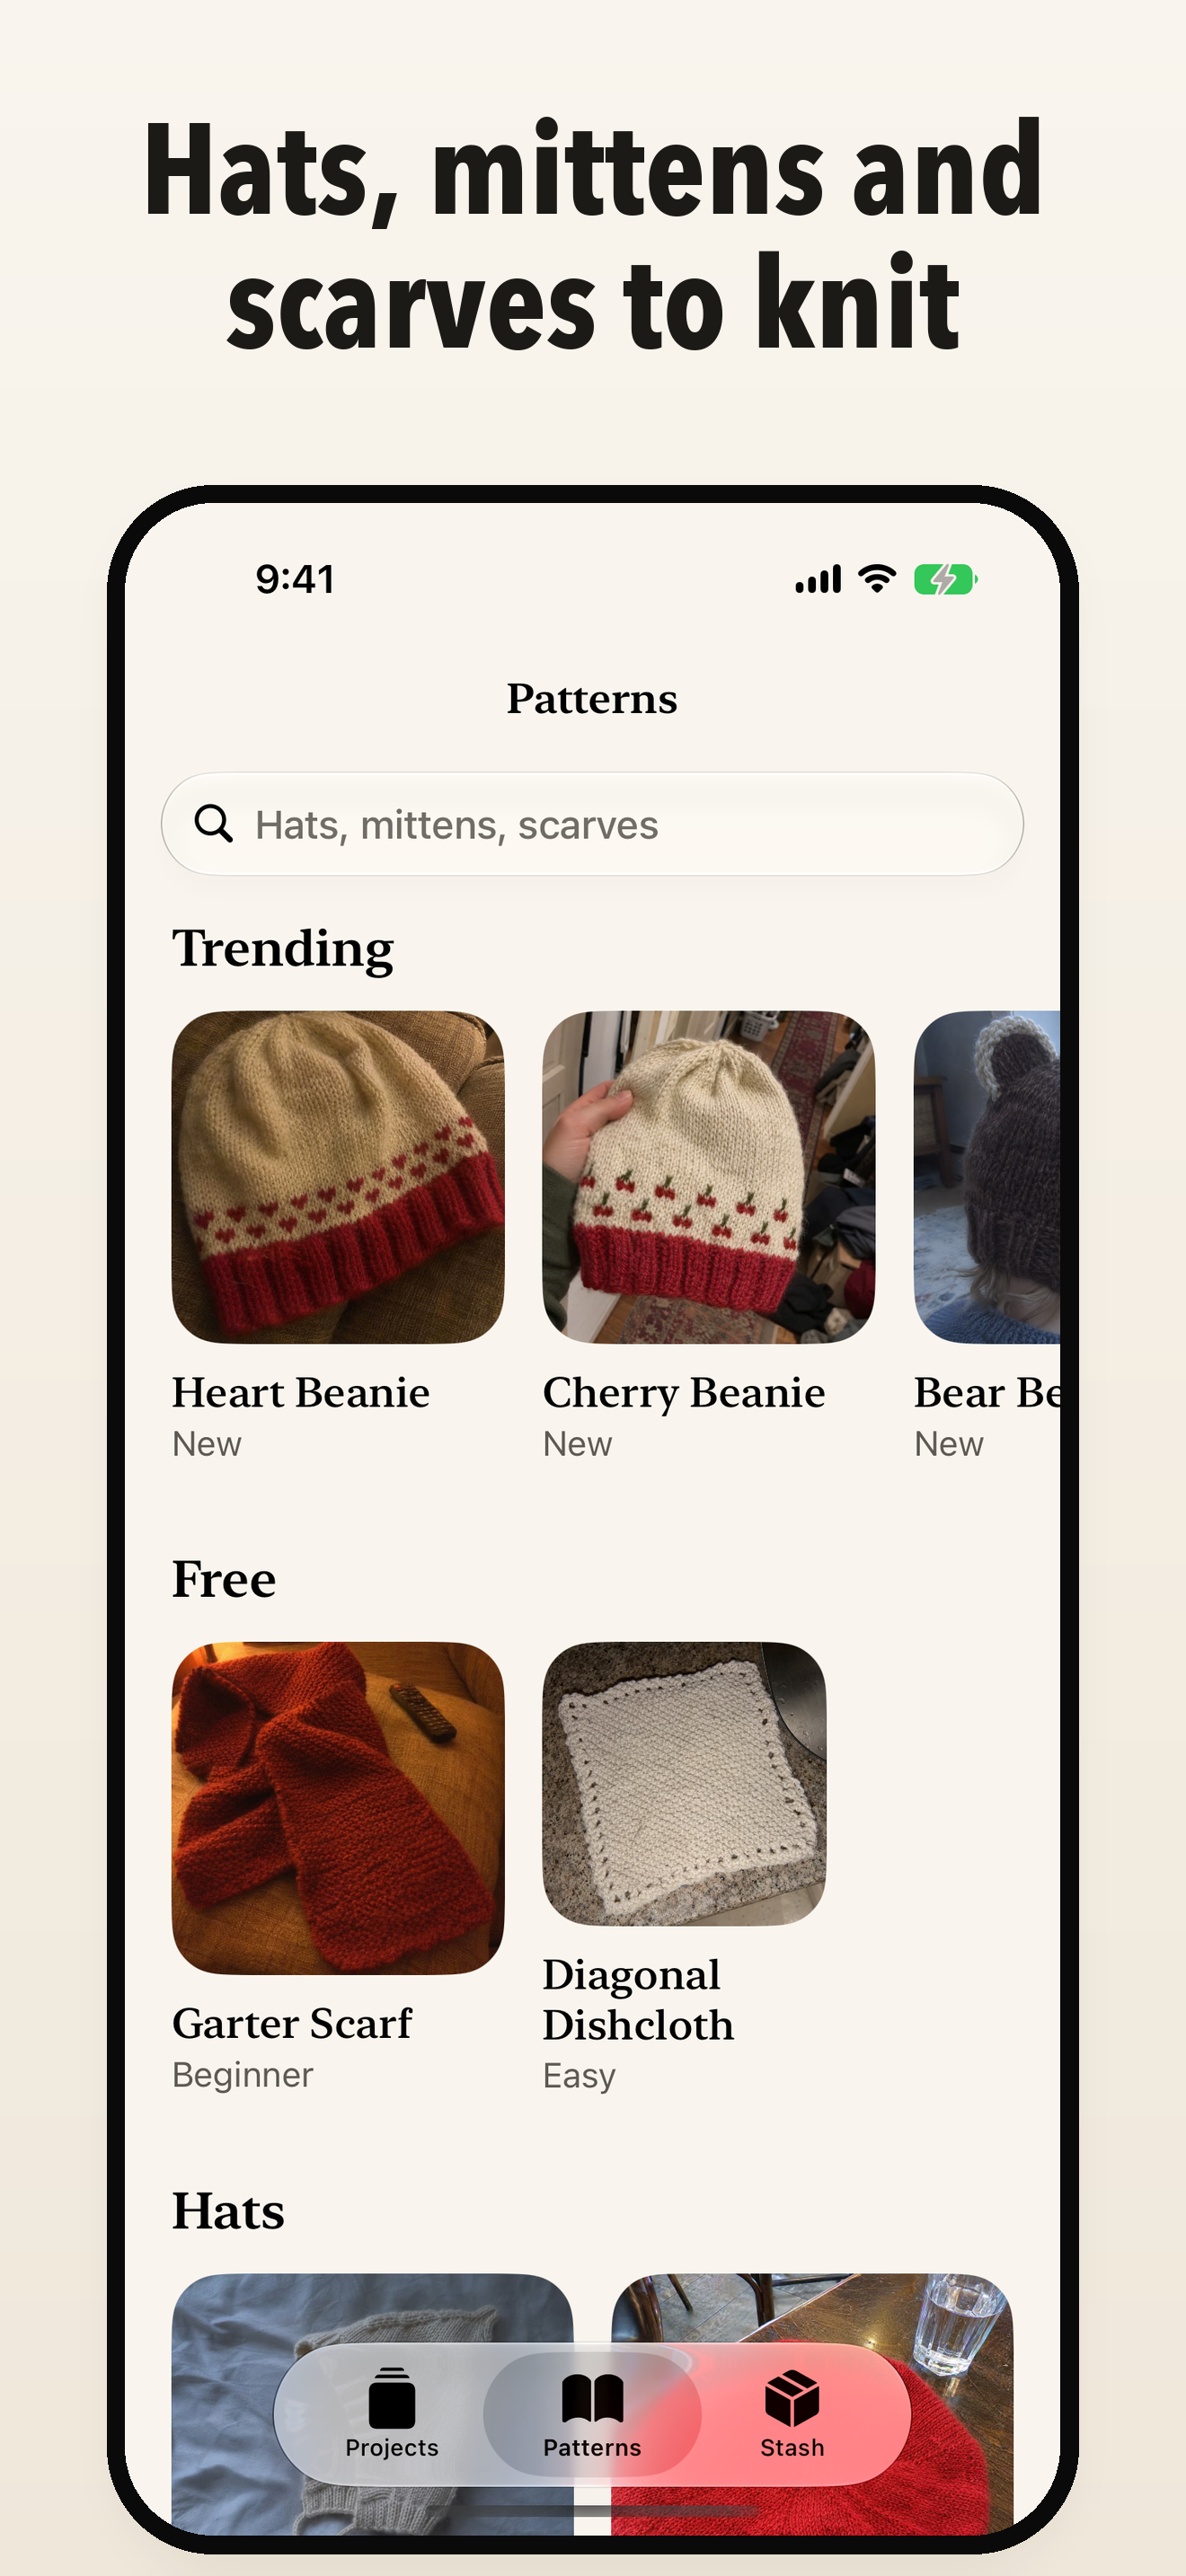 Hats, mittens and
scarves to knit
9:41
Patterns
Hats, mittens, scarves
Trending
Heart Beanie
New
Cherry Beanie
New
Bear Be
New
Free
Garter Scarf
Beginner
Diagonal
Dishcloth
Easy
Hats
Projects
Patterns
Stash